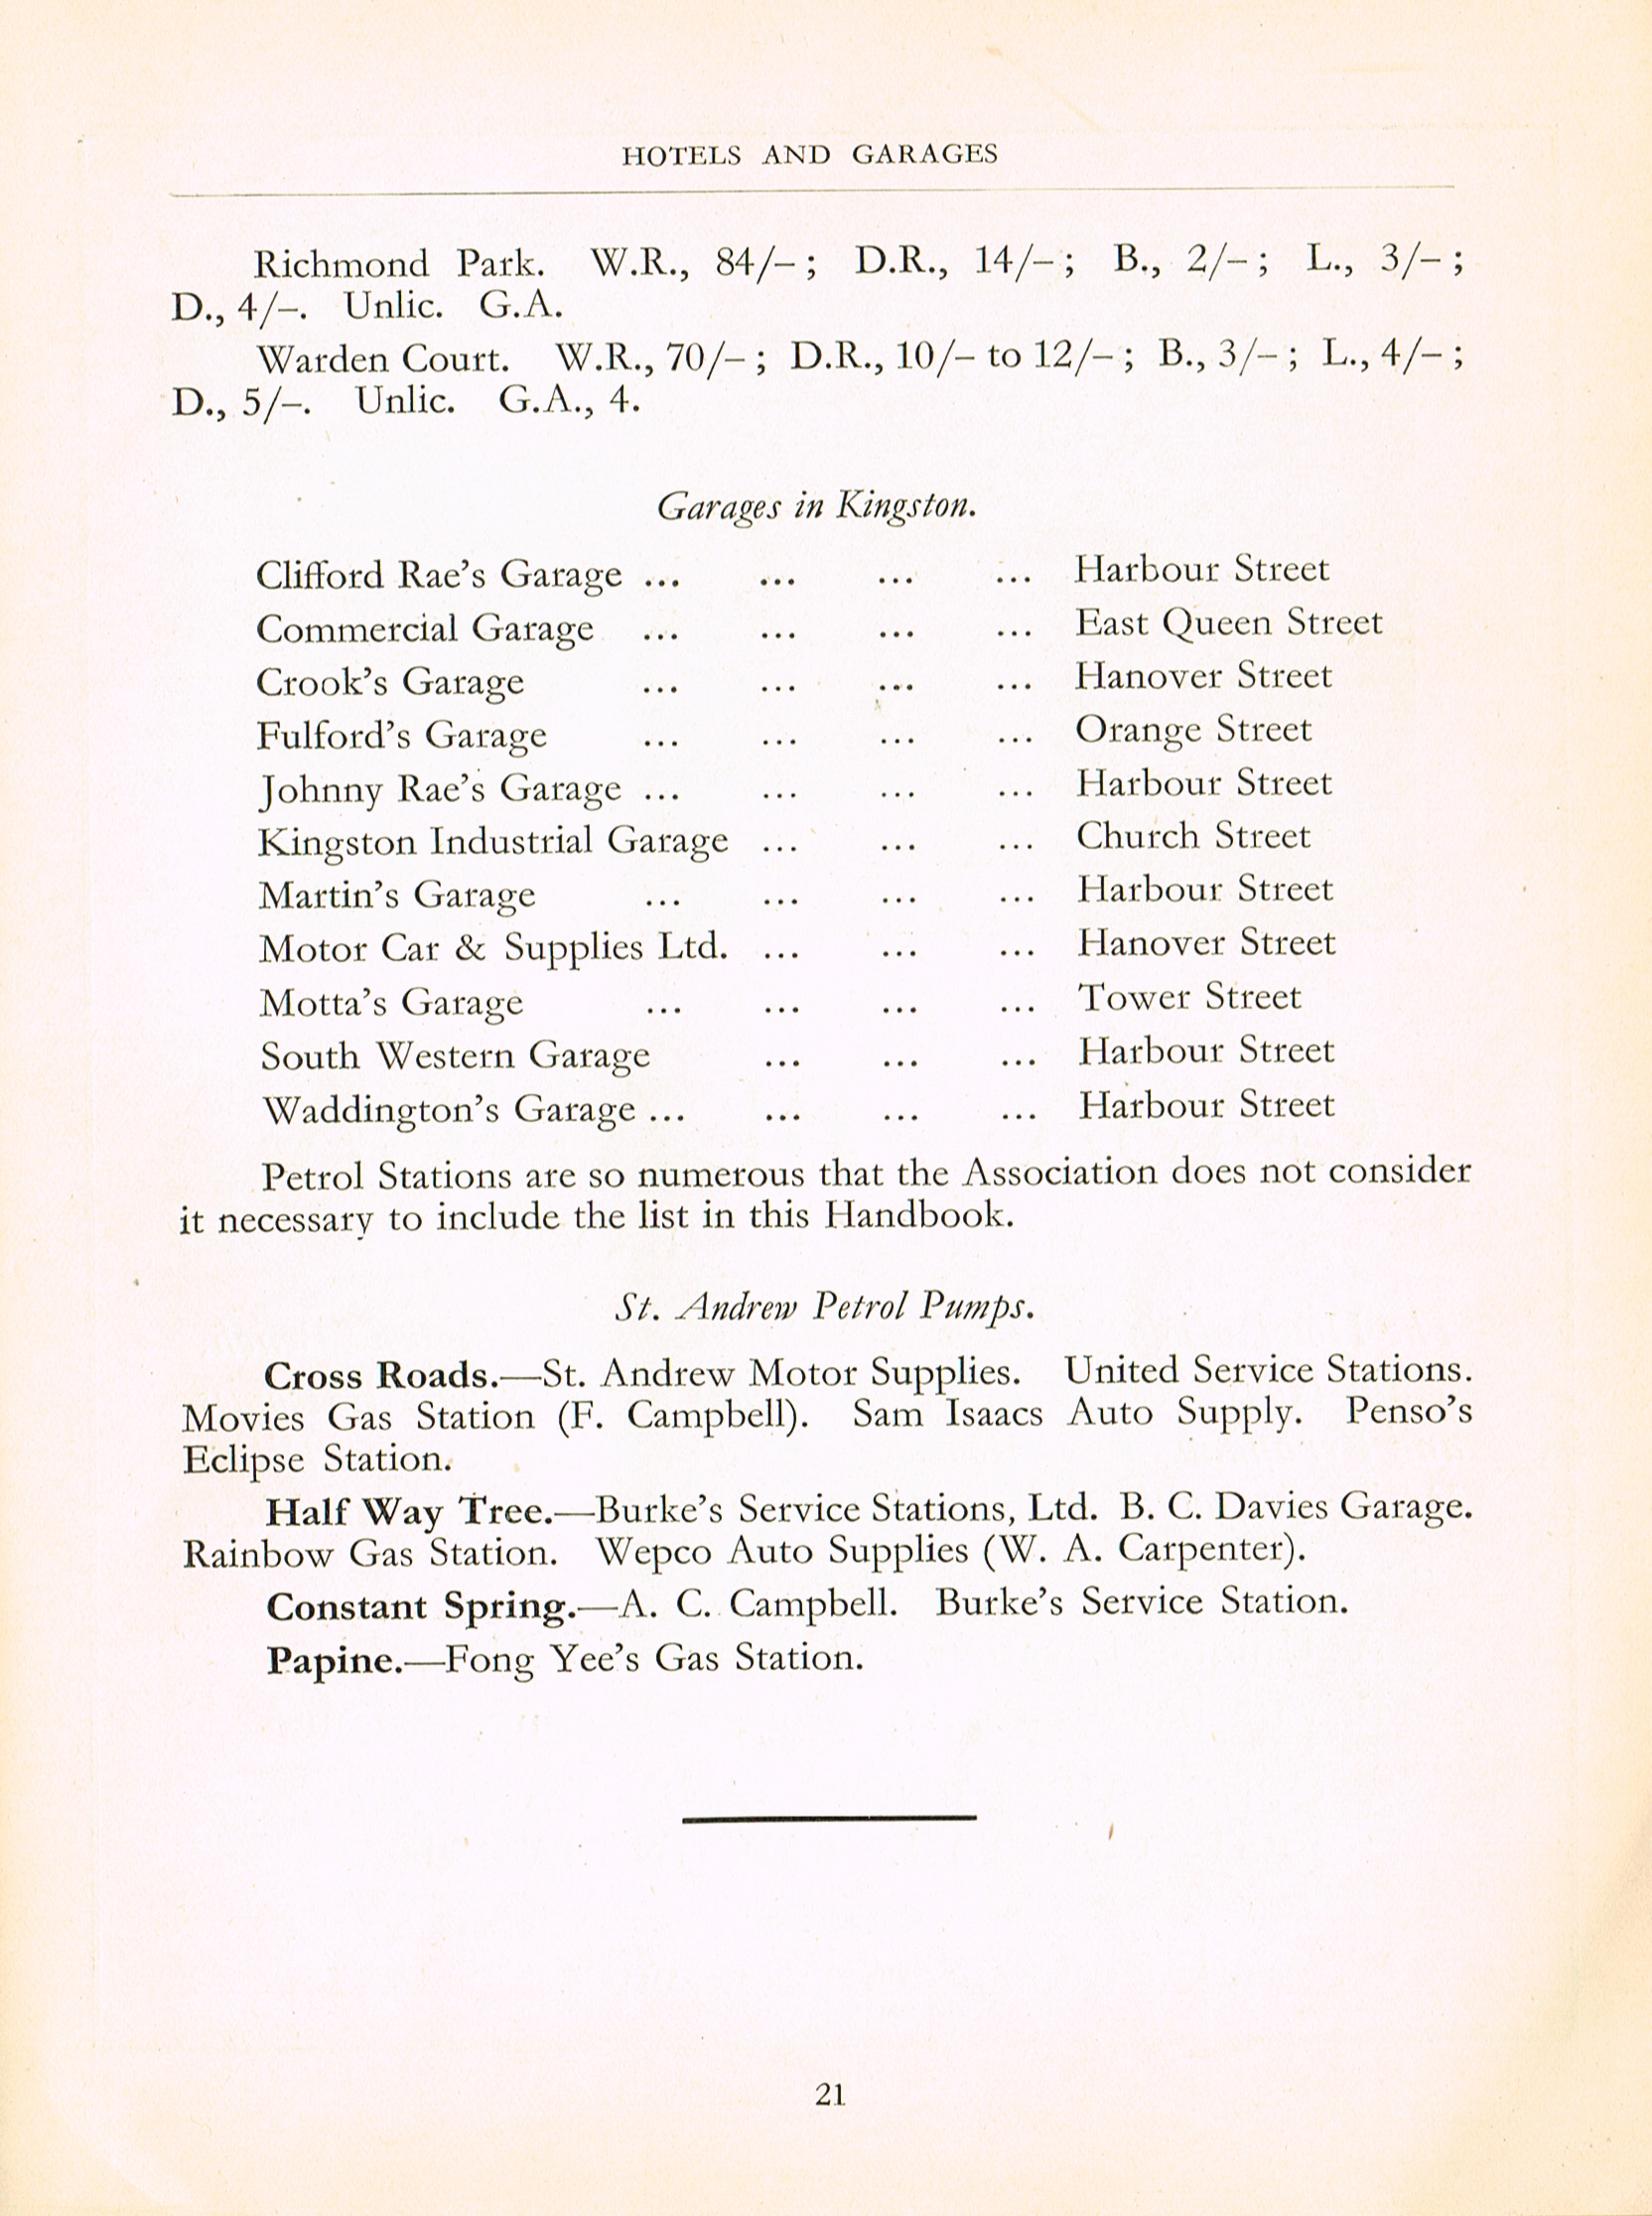 HOTELS AND GARAGES
Richmond Park. W.R., 84/–; D.R., 14/–; B., 2/–; L., 3/–;
D., 4/–. Unlic. G.A.
Warden Court. W.R., 70/–; D.R., 10/– to 12/–; B., 3/–; L., 4/–;
D., 5/–. Unlic. G.A., 4.
Garages in Kingston.
Clifford Rae's Garage ... ... ... ... Harbour Street
Commercial Garage ... ... ... ... East Queen Street
Crook's Garage ... ... ... ... Hanover Street
Fulford's Garage ... ... ... ... Orange Street
Johnny Rae's Garage ... ... ... ... Harbour Street
Kingston Industrial Garage ... ... ... Church Street
Martin's Garage ... ... ... ... Harbour Street
Motor Car & Supplies Ltd. ... ... ... Hanover Street
Motta's Garage ... ... ... ... Tower Street
South Western Garage ... ... ... Harbour Street
Waddington's Garage ... ... ... ... Harbour Street
Petrol Stations are so numerous that the Association does not consider
it necessary to include the list in this Handbook.
St. Andrew Petrol Pumps.
Cross Roads.—St. Andrew Motor Supplies. United Service Stations.
Movies Gas Station (F. Campbell). Sam Isaacs Auto Supply. Penso's
Eclipse Station.
Half Way Tree.—Burke's Service Stations, Ltd. B. C. Davies Garage.
Rainbow Gas Station. Wepco Auto Supplies (W. A. Carpenter).
Constant Spring.—A. C. Campbell. Burke's Service Station.
Papine.—Fong Yee's Gas Station.
21